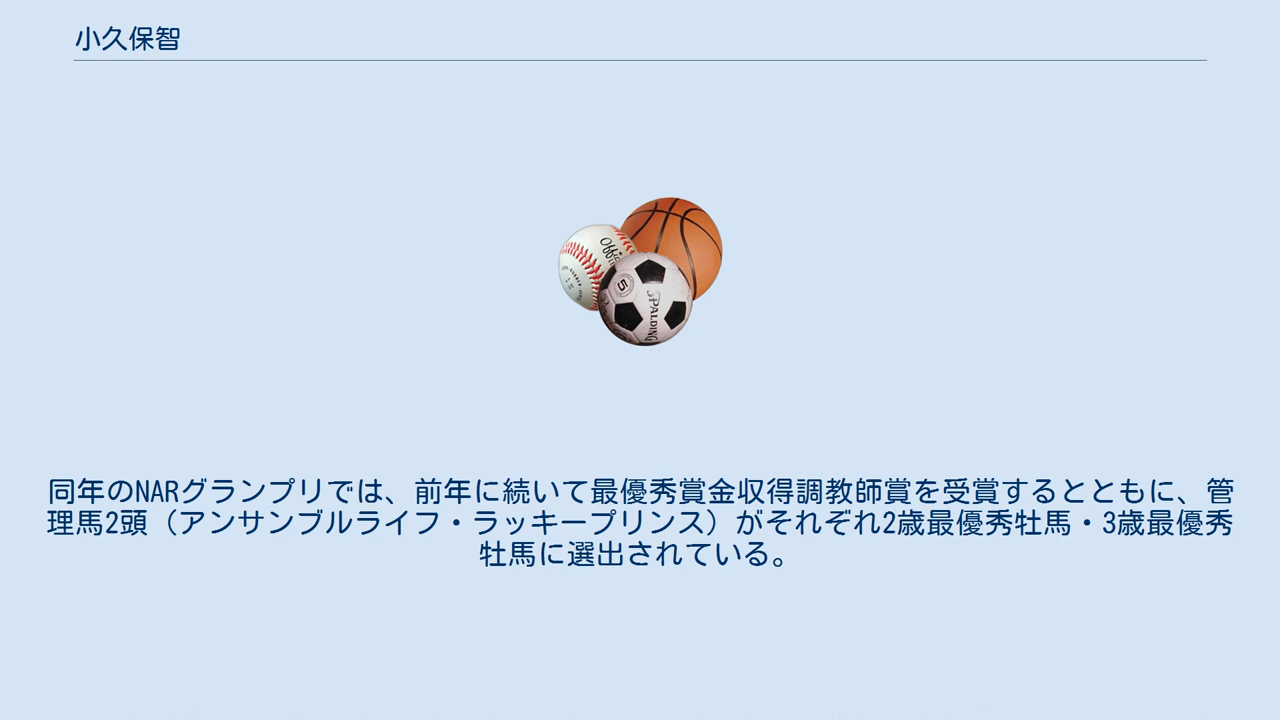 小久保智
Offic
5
SPALDING
同年のNARグランプリでは、前年に続いて最優秀賞金収得調教師賞を受賞するとともに、管
理馬2頭（アンサンブルライフ・ラッキープリンス）がそれぞれ2歳最優秀牡馬・3歳最優秀
牡馬に選出されている。